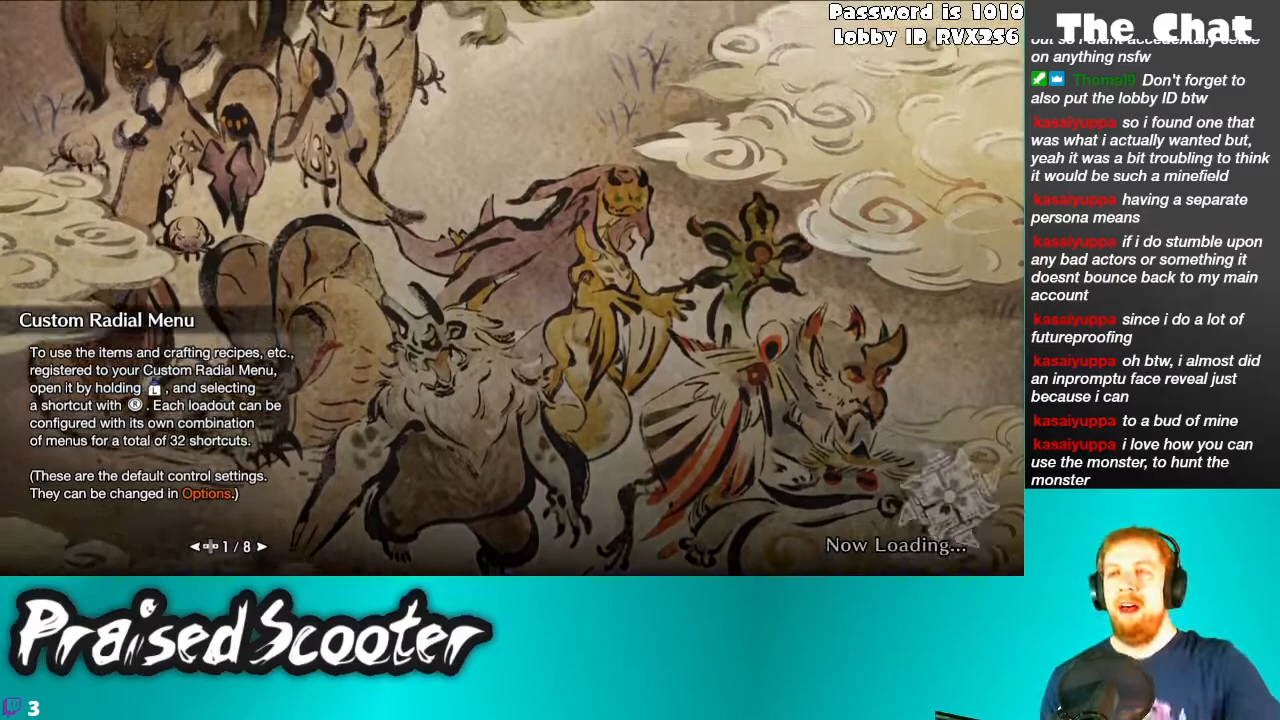 Password is 1010
Lobby ID RVX2S6
The Chat
on anything nsfw
Thomal9 Don't forget to
also put the lobby ID btw
kasaiyuppa so i found one that
was what i actually wanted but,
yeah it was a bit troubling to think
it would be such a minefield
kasaiyuppa having a separate
persona means
kasaiyuppa if i do stumble upon
any bad actors or something it
doesnt bounce back to my main
account
kasaiyuppa since i do a lot of
futureproofing
kasaiyuppa oh btw, i almost did
an inpromptu face reveal just
because i can
kasaiyuppa to a bud of mine
kasaiyuppa i love how you can
use the monster, to hunt the
monster
Custom Radial Menu
To use the items and crafting recipes, etc.,
registered to your Custom Radial Menu,
open it by holding L, and selecting
a shortcut with R. Each loadout can be
configured with its own combination
of menus for a total of 32 shortcuts.
(These are the default control settings.
They can be changed in Options.)
1 / 8
Now Loading...
PraisedScooter
3